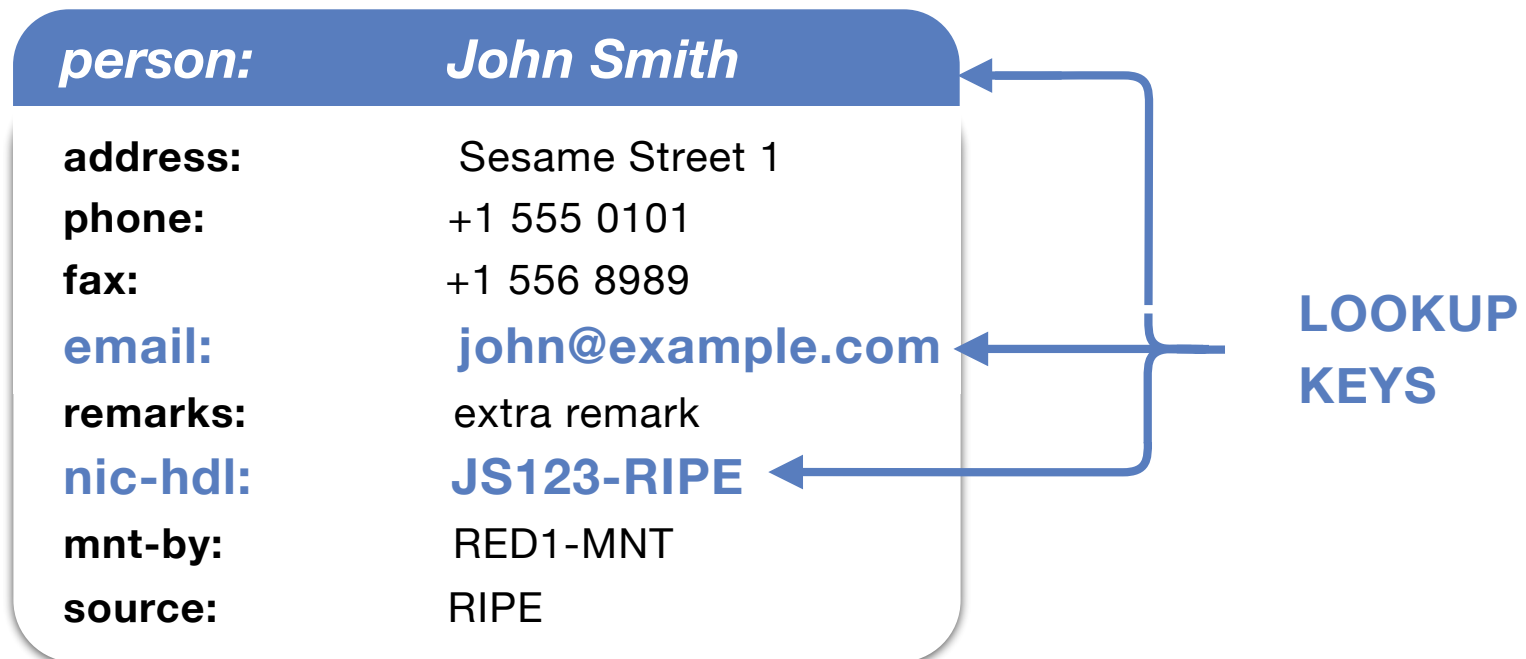 person: John Smith
address: Sesame Street 1
phone: +1 555 0101
fax: +1 556 8989
email: john@example.com
remarks: extra remark
nic-hdl: JS123-RIPE
mnt-by: RED1-MNT
source: RIPE
LOOKUP
KEYS